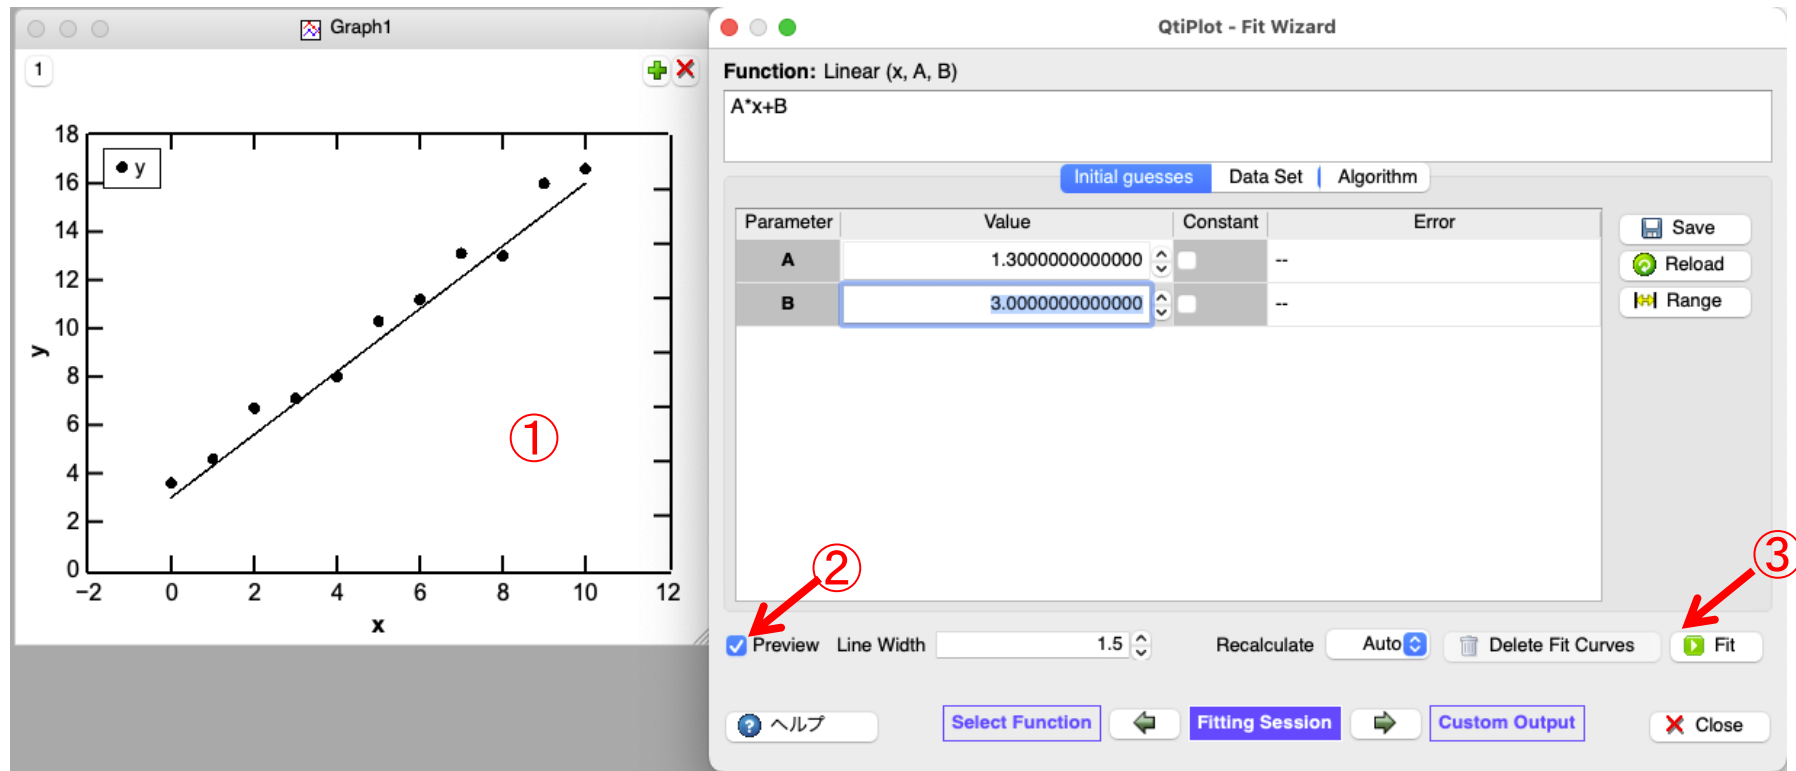 Graph1
1
18
16
14
12
10
8
6
4
2
0
y
y
①
−2 0 2 4 6 8 10 12
x
QtiPlot - Fit Wizard
Function: Linear (x, A, B)
A*x+B
Initial guesses Data Set Algorithm
Parameter Value Constant Error
A 1.3000000000000 --
B 3.0000000000000 --
Save
Reload
Range
②
③
Preview Line Width 1.5 Recalculate Auto Delete Fit Curves Fit
ヘルプ Select Function Fitting Session Custom Output Close